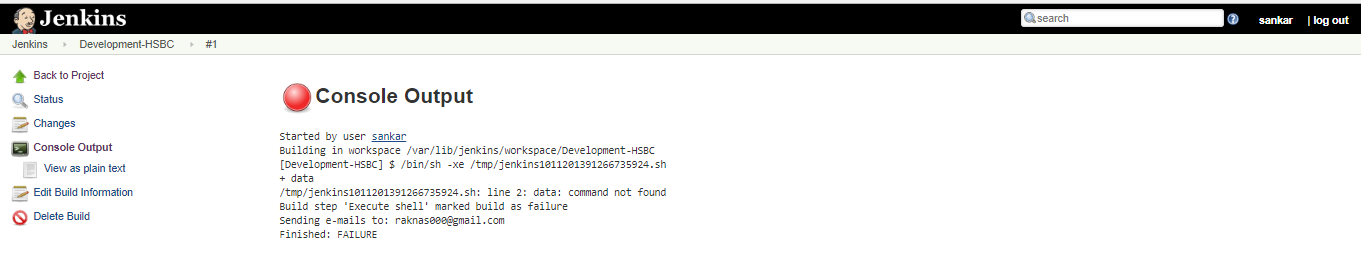 Jenkins
search
sankar | log out
Jenkins Development-HSBC #1
Back to Project
Status
Changes
Console Output
View as plain text
Edit Build Information
Delete Build
Console Output
Started by user sankar
Building in workspace /var/lib/jenkins/workspace/Development-HSBC
[Development-HSBC] $ /bin/sh -xe /tmp/jenkins1011201391266735924.sh
+ data
/tmp/jenkins1011201391266735924.sh: line 2: data: command not found
Build step 'Execute shell' marked build as failure
Sending e-mails to: raknas000@gmail.com
Finished: FAILURE